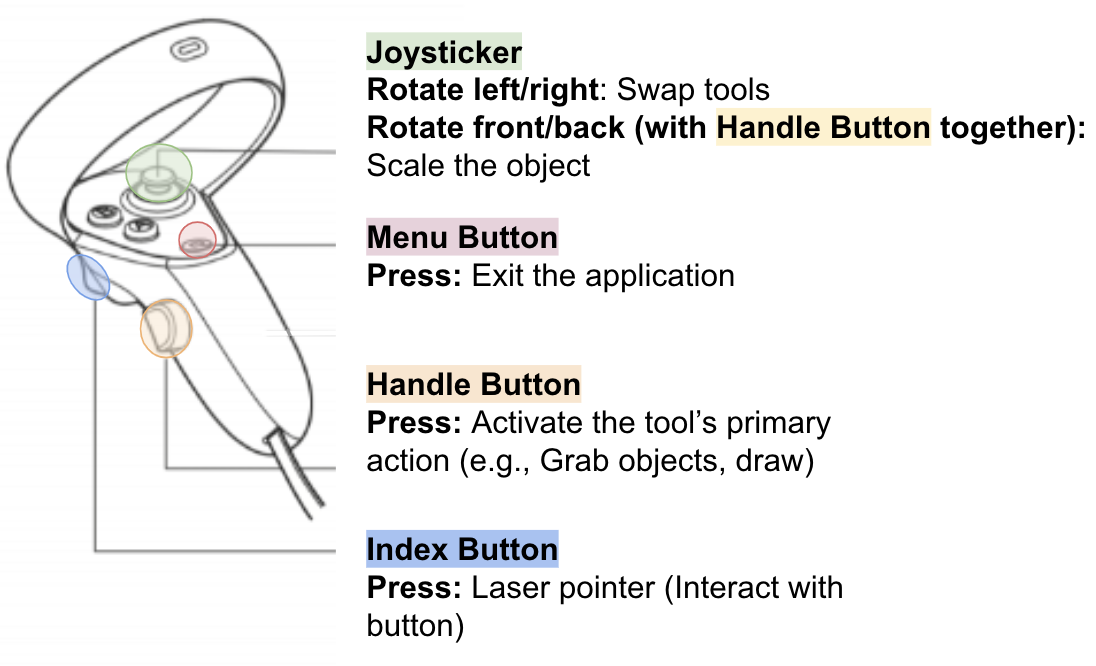 Joysticker
Rotate left/right: Swap tools
Rotate front/back (with Handle Button together):
Scale the object
Menu Button
Press: Exit the application
Handle Button
Press: Activate the tool’s primary
action (e.g., Grab objects, draw)
Index Button
Press: Laser pointer (Interact with
button)